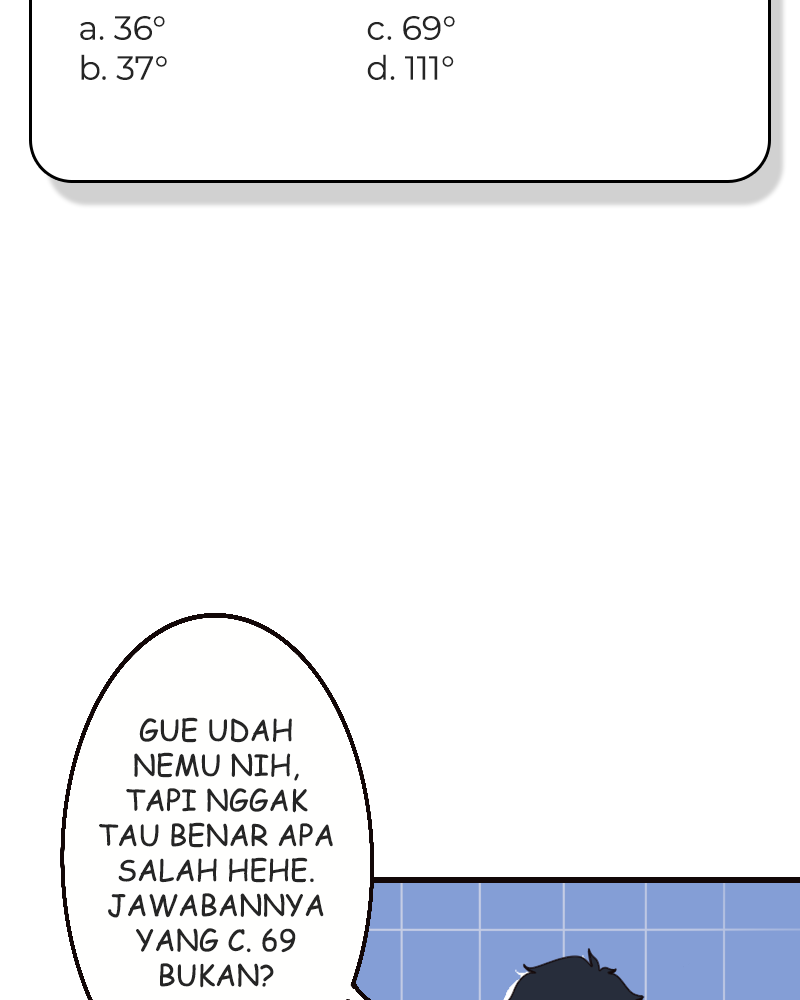 a. 36° c. 69°
b. 37° d. 111°
GUE UDAH
NEMU NIH,
TAPI NGGAK
TAU BENAR APA
SALAH HEHE.
JAWABANNYA
YANG C. 69
BUKAN?